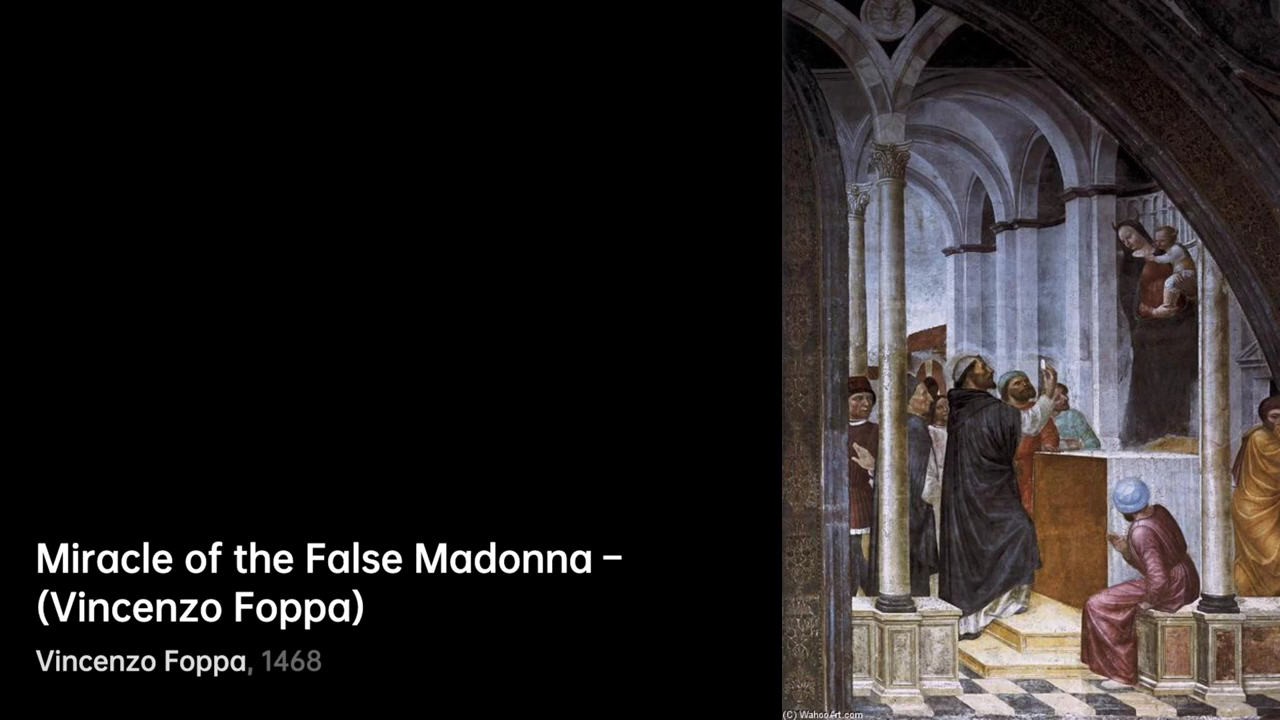 Miracle of the False Madonna –
(Vincenzo Foppa)
Vincenzo Foppa, 1468
(C) WahooArt.com